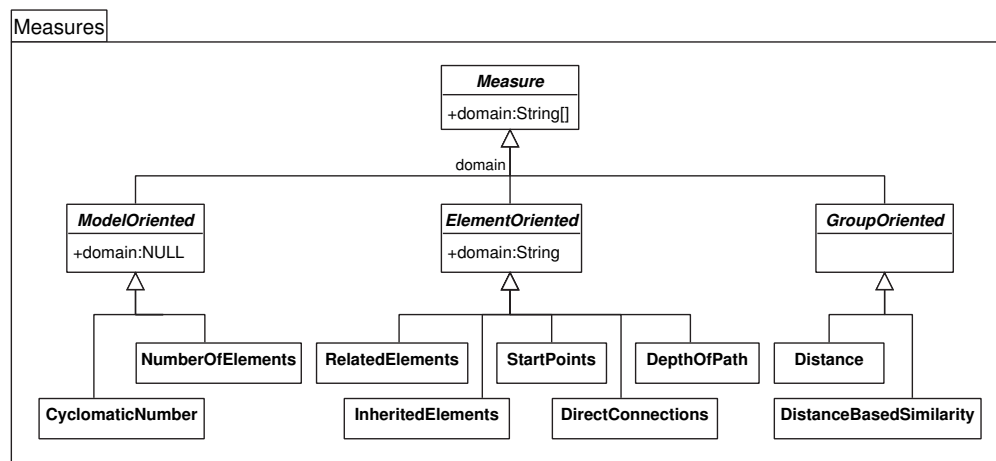 Measures
Measure
+domain:String[]
domain
ModelOriented
+domain:NULL
ElementOriented
+domain:String
GroupOriented
NumberOfElements
RelatedElements
StartPoints
DepthOfPath
Distance
CyclomaticNumber
InheritedElements
DirectConnections
DistanceBasedSimilarity